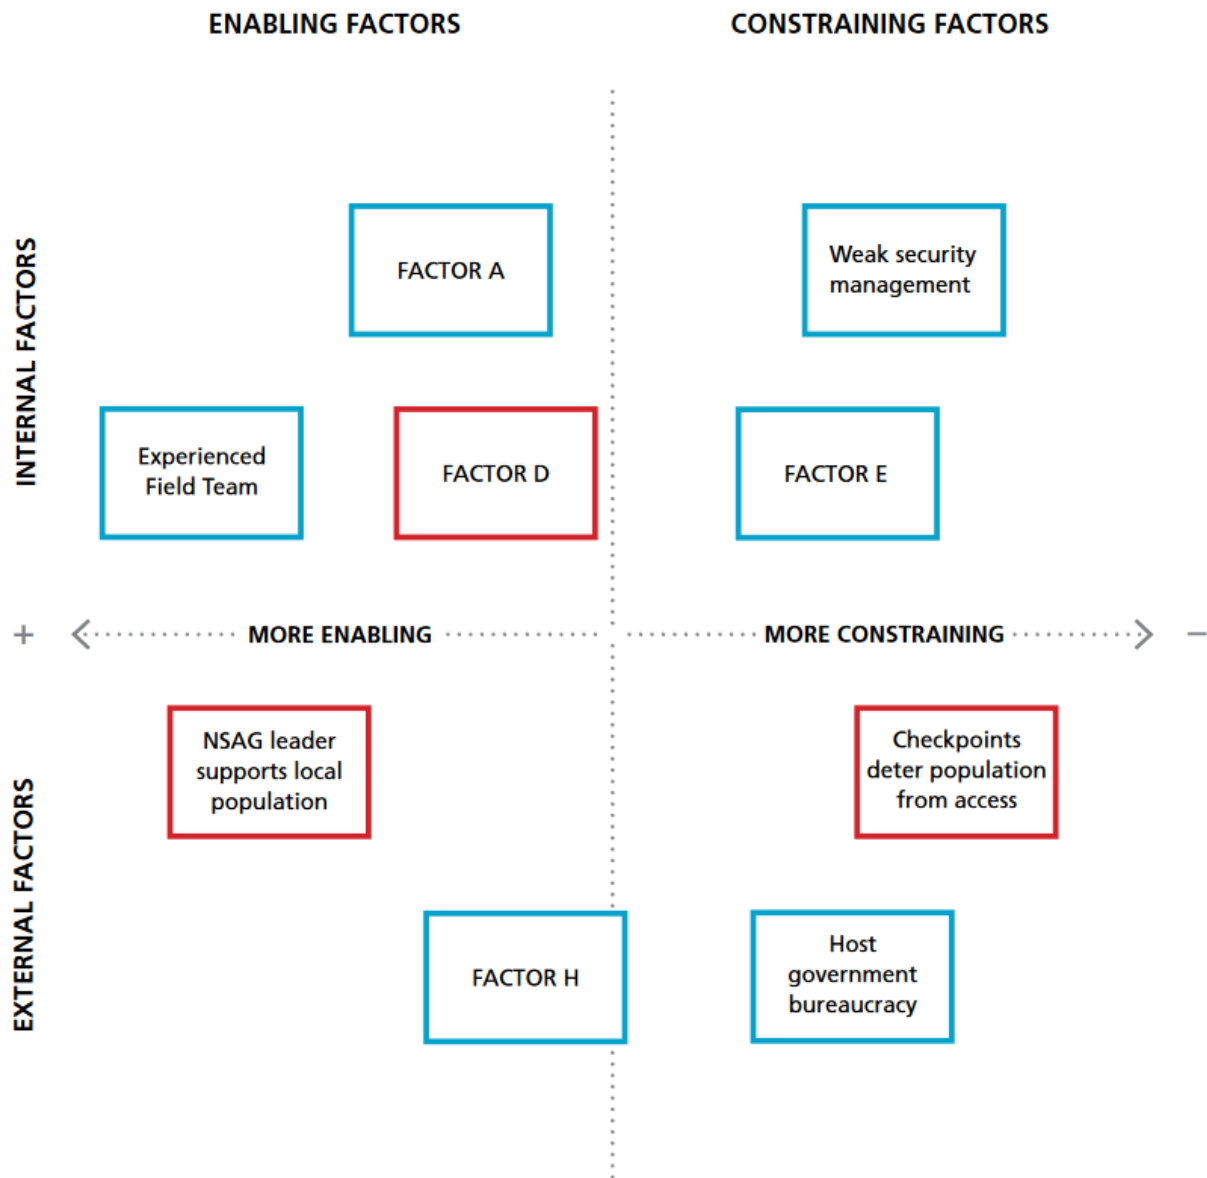 ENABLING FACTORS
CONSTRAINING FACTORS
INTERNAL FACTORS
FACTOR A
Weak security
management
Experienced
Field Team
FACTOR D
FACTOR E
+
MORE ENABLING
MORE CONSTRAINING
−
EXTERNAL FACTORS
NSAG leader
supports local
population
Checkpoints
deter population
from access
FACTOR H
Host
government
bureaucracy